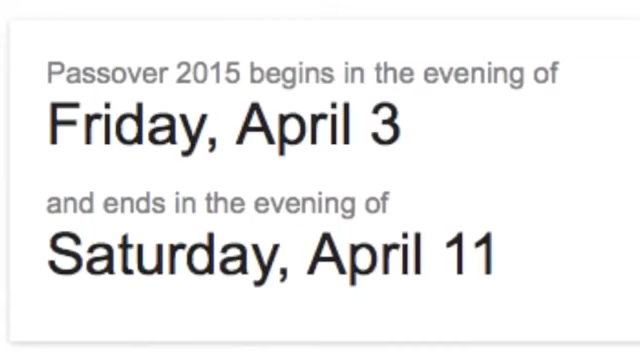 Passover 2015 begins in the evening of
Friday, April 3
and ends in the evening of
Saturday, April 11